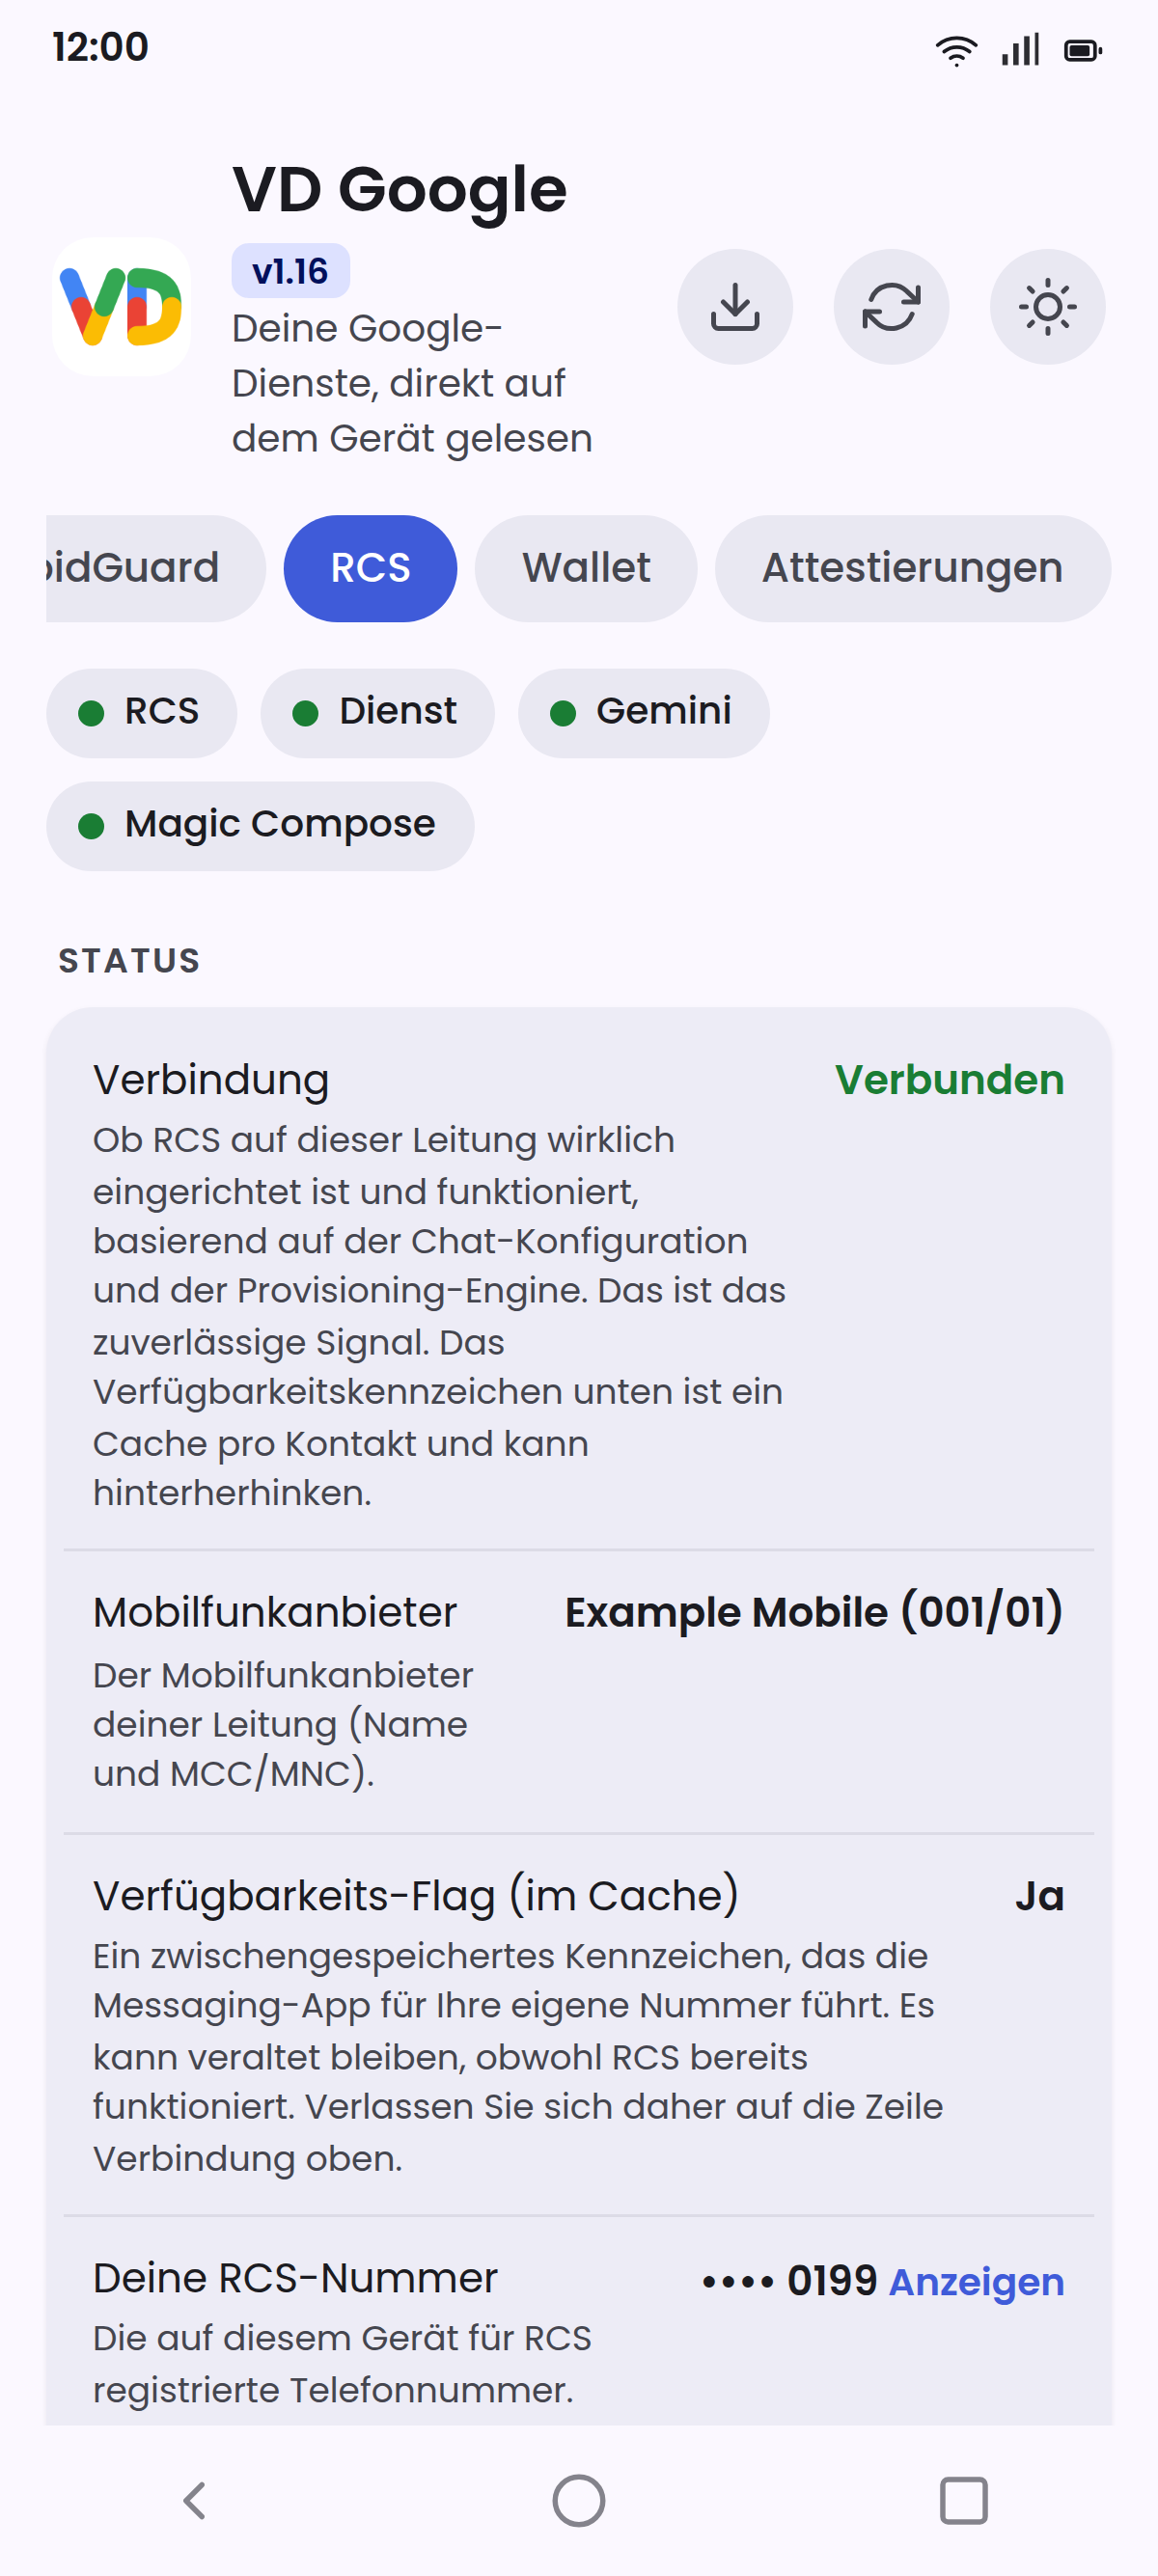 12:00
VD Google
VD
v1.16
Deine Google-
Dienste, direkt auf
dem Gerät gelesen
oidGuard
RCS
Wallet
Attestierungen
RCS
Dienst
Gemini
Magic Compose
STATUS
Verbindung
Verbunden
Ob RCS auf dieser Leitung wirklich
eingerichtet ist und funktioniert,
basierend auf der Chat-Konfiguration
und der Provisioning-Engine. Das ist das
zuverlässige Signal. Das
Verfügbarkeitskennzeichen unten ist ein
Cache pro Kontakt und kann
hinterherhinken.
Mobilfunkanbieter
Example Mobile (001/01)
Der Mobilfunkanbieter
deiner Leitung (Name
und MCC/MNC).
Verfügbarkeits-Flag (im Cache)
Ja
Ein zwischengespeichertes Kennzeichen, das die
Messaging-App für Ihre eigene Nummer führt. Es
kann veraltet bleiben, obwohl RCS bereits
funktioniert. Verlassen Sie sich daher auf die Zeile
Verbindung oben.
Deine RCS-Nummer
•••• 0199 Anzeigen
Die auf diesem Gerät für RCS
registrierte Telefonnummer.